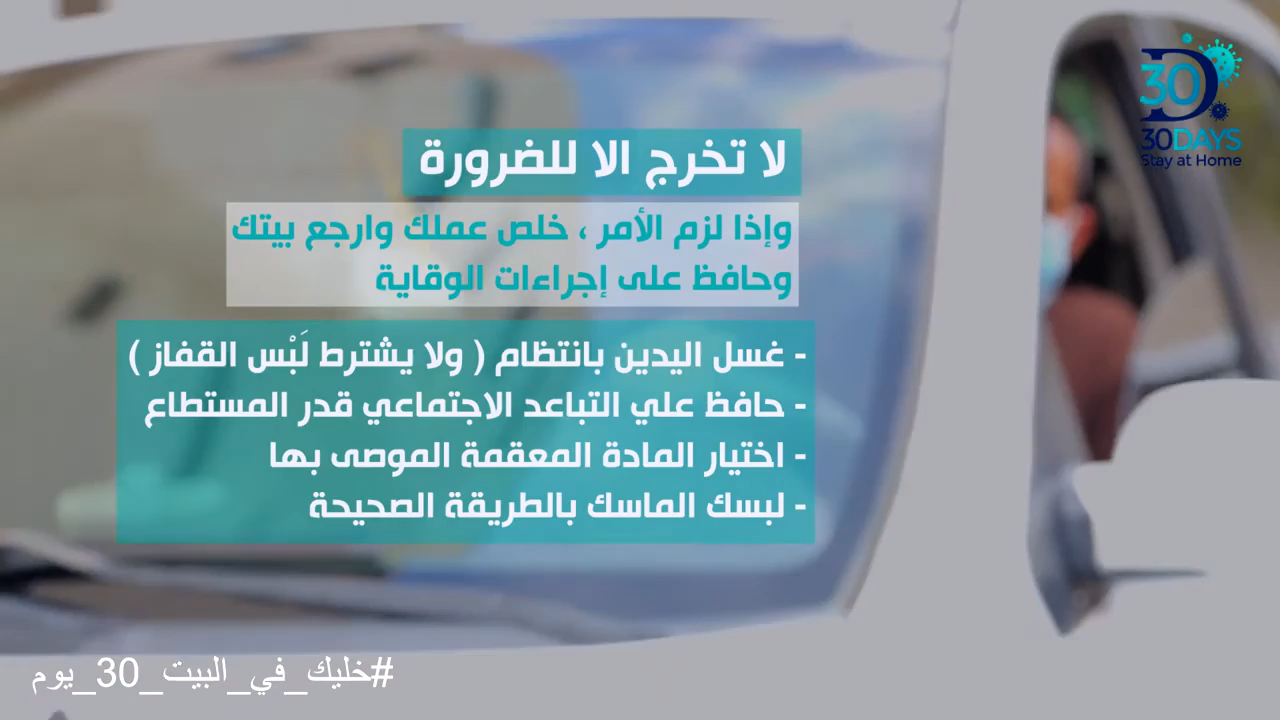 30
D
30DAYS
Stay at Home
لا تخرج الا للضرورة
وإذا لزم الأمر ، خلص عملك وارجع بيتك
وحافظ على إجراءات الوقاية
- غسل اليدين بانتظام ( ولا يشترط لَبْس القفاز )
- حافظ علي التباعد الاجتماعي قدر المستطاع
- اختيار المادة المعقمة الموصى بها
- لبسك الماسك بالطريقة الصحيحة
#خليك_في_البيت_30_يوم